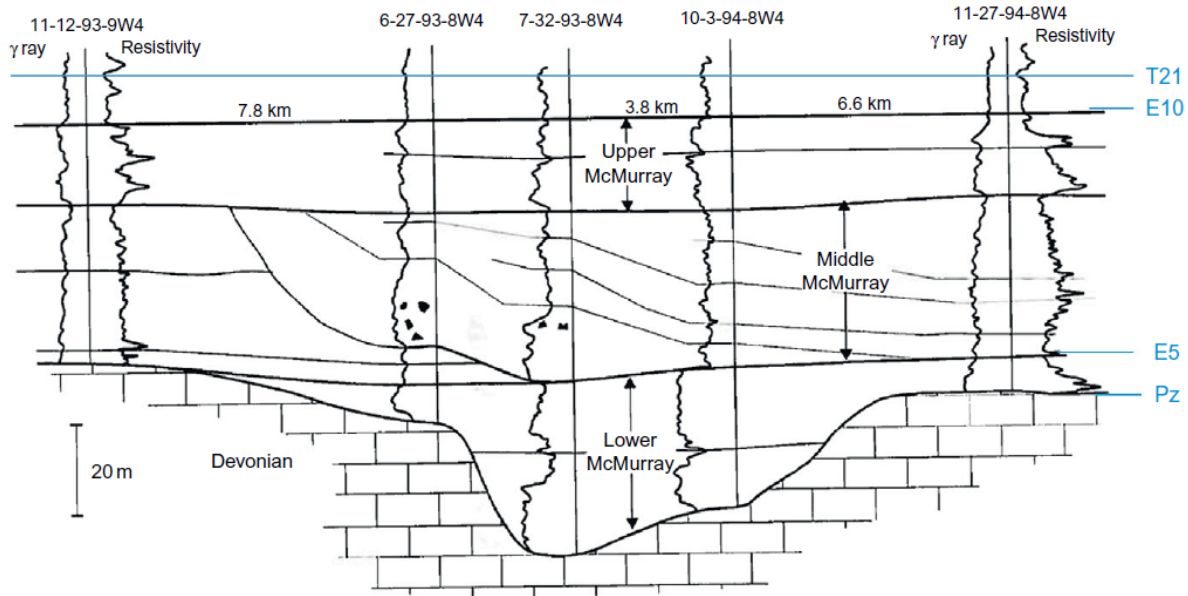 11-12-93-9W4
6-27-93-8W4
7-32-93-8W4
10-3-94-8W4
11-27-94-8W4
γ ray
Resistivity
γ ray
Resistivity
T21
E10
7.8 km
3.8 km
6.6 km
Upper
McMurray
Middle
McMurray
E5
Pz
Lower
McMurray
Devonian
20 m